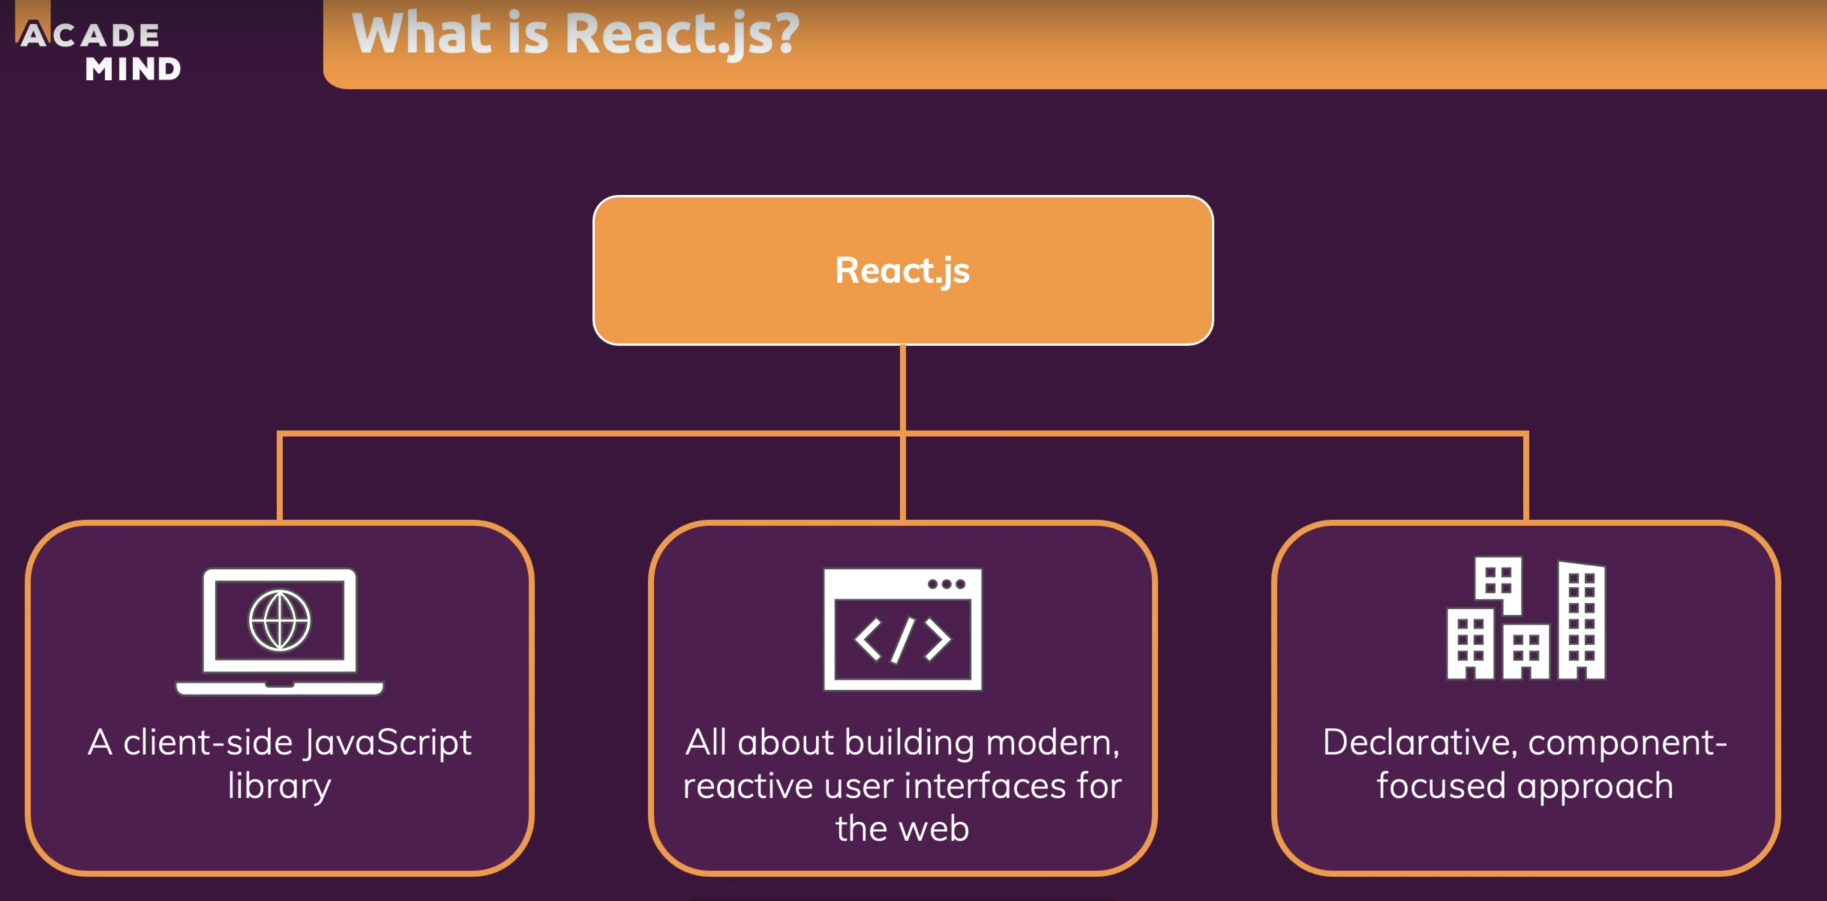 ACADE
MIND
What is React.js?
React.js
</>
A client-side JavaScript
library
All about building modern,
reactive user interfaces for
the web
Declarative, component-
focused approach